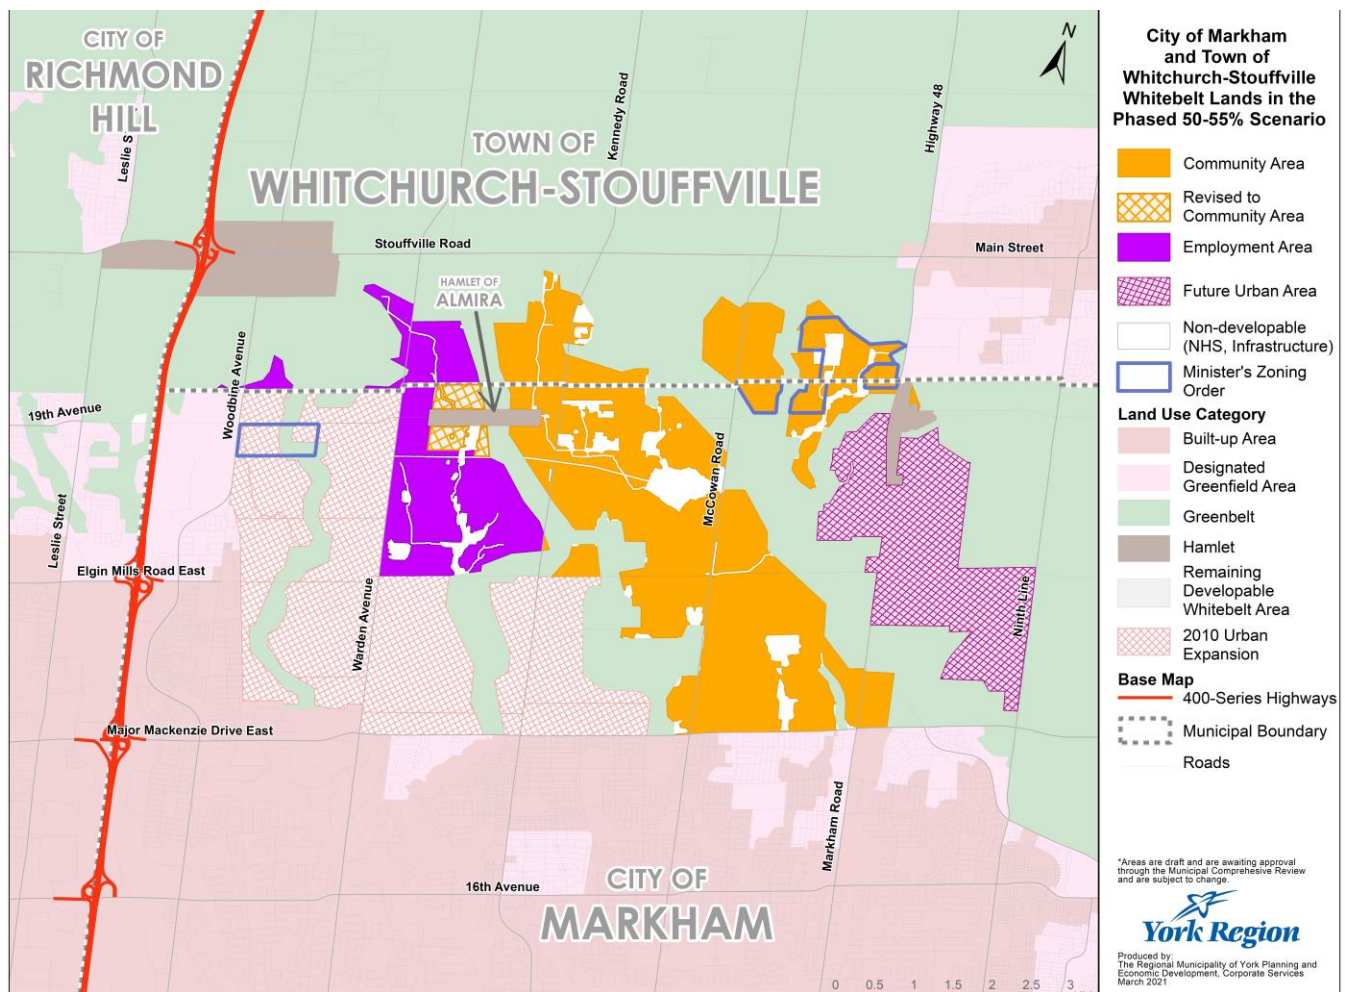 CITY OF
RICHMOND
HILL
Leslie S
TOWN OF
WHITCHURCH-STOUFFVILLE
Kennedy Road
Highway 48
N
Stouffville Road
Main Street
HAMLET OF
ALMIRA
Woodbine Avenue
19th Avenue
Leslie Street
McCowan Road
Elgin Mills Road East
Warden Avenue
Ninth Line
Major Mackenzie Drive East
Markham Road
16th Avenue
CITY OF
MARKHAM
0 0.5 1 1.5 2 2.5 3
City of Markham
and Town of
Whitchurch-Stouffville
Whitebelt Lands in the
Phased 50-55% Scenario
Community Area
Revised to
Community Area
Employment Area
Future Urban Area
Non-developable
(NHS, Infrastructure)
Minister's Zoning
Order
Land Use Category
Built-up Area
Designated
Greenfield Area
Greenbelt
Hamlet
Remaining
Developable
Whitebelt Area
2010 Urban
Expansion
Base Map
400-Series Highways
Municipal Boundary
Roads
*Areas are draft and are awaiting approval
through the Municipal Comprehesive Review
and are subject to change.
York Region
Produced by:
The Regional Municipality of York Planning and
Economic Development, Corporate Services
March 2021